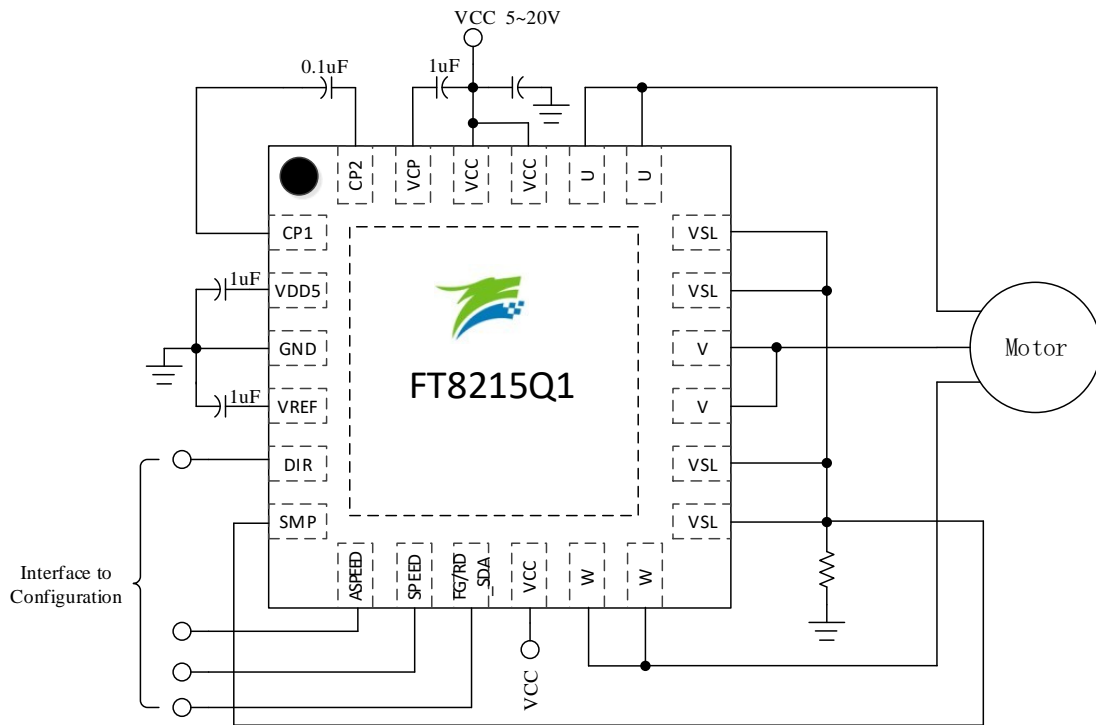 VCC 5~20V
0.1uF
1uF
CP2
VCP
VCC
VCC
U
U
CP1
VSL
1uF
VDD5
VSL
GND
V
Motor
FT8215Q1
1uF
VREF
V
DIR
VSL
SMP
VSL
Interface to
Configuration
ASPEED
SPEED
FG/RD
_SDA
VCC
W
W
VCC